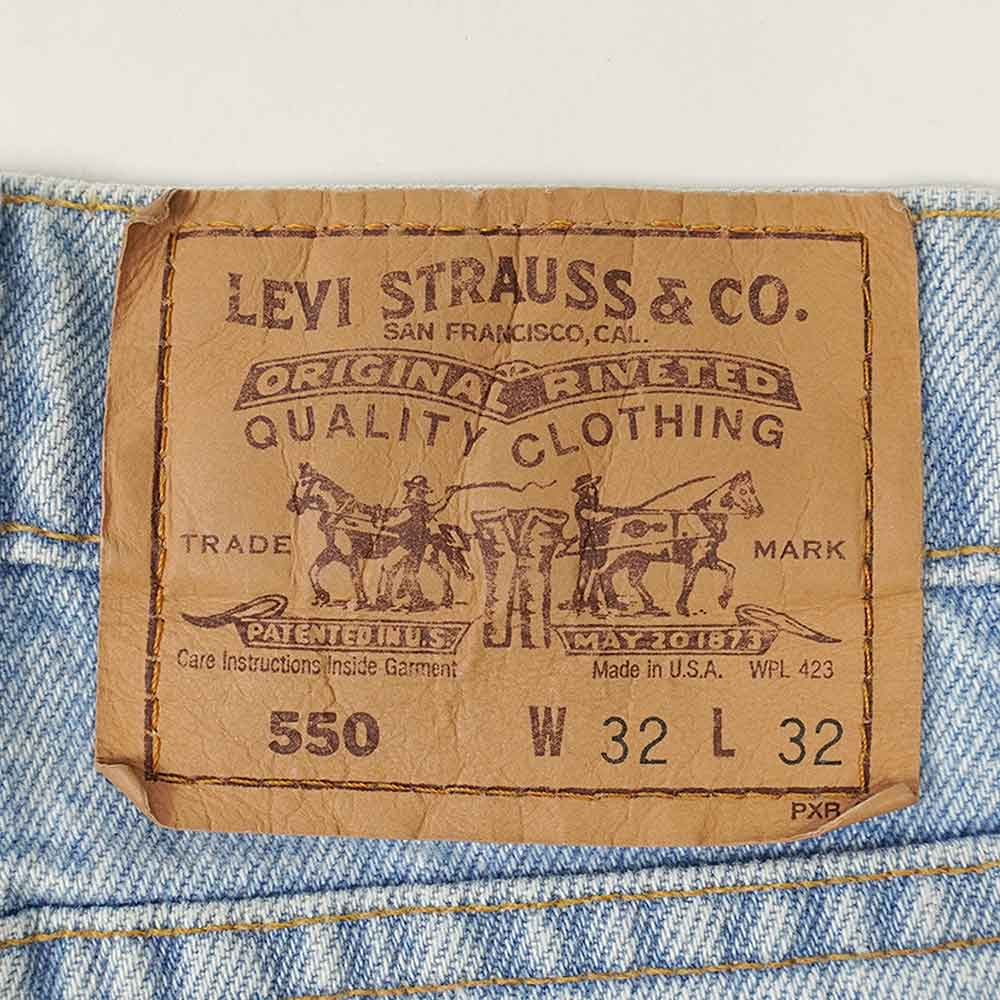 LEVI STRAUSS & CO.
SAN FRANCISCO, CAL.
ORIGINAL RIVETED
QUALITY CLOTHING
TRADE MARK
PATENTED IN U.S. MAY 20 1873
Care Instructions Inside Garment Made in U.S.A. WPL 423
550 W 32 L 32